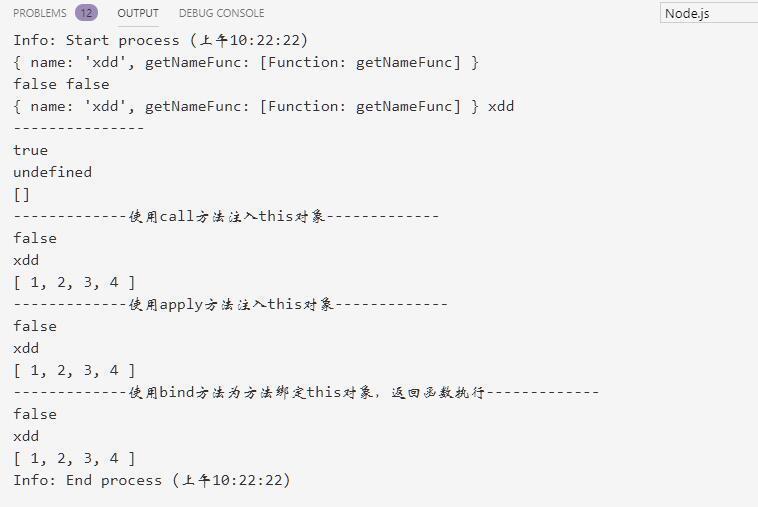 PROBLEMS 12 OUTPUT DEBUG CONSOLE Node.js
Info: Start process (上午10:22:22)
{ name: 'xdd', getNameFunc: [Function: getNameFunc] }
false false
{ name: 'xdd', getNameFunc: [Function: getNameFunc] } xdd
---------------
true
undefined
[]
-------------使用call方法注入this对象-------------
false
xdd
[ 1, 2, 3, 4 ]
-------------使用apply方法注入this对象-------------
false
xdd
[ 1, 2, 3, 4 ]
-------------使用bind方法为方法绑定this对象，返回函数执行-------------
false
xdd
[ 1, 2, 3, 4 ]
Info: End process (上午10:22:22)